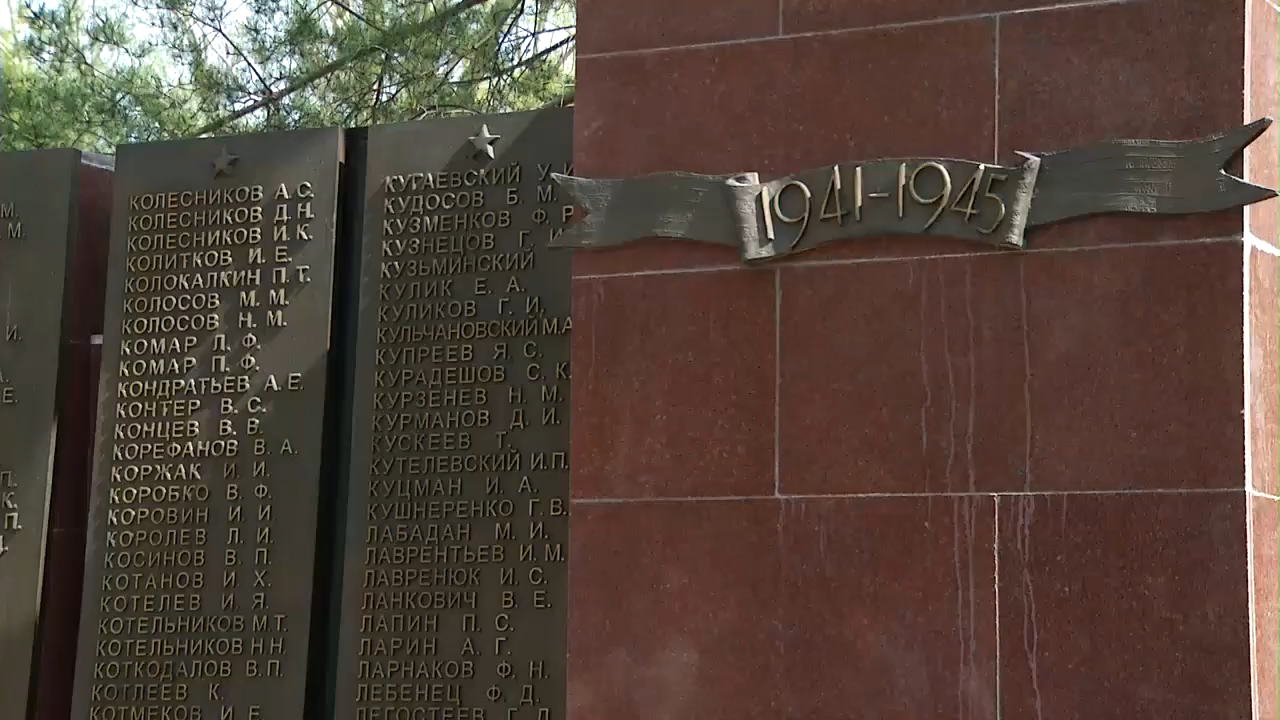 М.
М.
И.
Е.
П.
К.
П.
КОЛЕСНИКОВ А.С.
КОЛЕСНИКОВ Д.Н.
КОЛЕСНИКОВ И.К.
КОЛИТКОВ И.Е.
КОЛОКАЛКИН П.Т.
КОЛОСОВ М.М.
КОЛОСОВ Н.М.
КОМАР Л.Ф.
КОМАР П.Ф.
КОНДРАТЬЕВ А.Е.
КОНТЕР В.С.
КОНЦЕВ В.В.
КОРЕФАНОВ В.А.
КОРЖАК И.И.
КОРОБКО В.Ф.
КОРОВИН И.И
КОРОЛЕВ Л.И.
КОСИНОВ В.П.
КОТАНОВ И.Х.
КОТЕЛЕВ И.Я.
КОТЕЛЬНИКОВ М.Т.
КОТЕЛЬНИКОВ Н.Н.
КОТКОДАЛОВ В.П.
КОТЛЕЕВ К.
КОТМЕКОВ И.Е.
КУГАЕВСКИЙ У.
КУДОСОВ Б.М.
КУЗМЕНКОВ Ф.Р
КУЗНЕЦОВ Г.И
КУЗЬМИНСКИЙ
КУЛИК Е.А.
КУЛИКОВ Г.И.
КУЛЬЧАНОВСКИЙ М.А
КУПРЕЕВ Я.С.
КУРАДЕШОВ С.К.
КУРЗЕНЕВ Н.М.
КУРМАНОВ Д.И.
КУСКЕЕВ Т.
КУТЕЛЕВСКИЙ И.П.
КУЦМАН И.А.
КУШНЕРЕНКО Г.В.
ЛАБАДАН М.И.
ЛАВРЕНТЬЕВ И.М.
ЛАВРЕНЮК И.С.
ЛАНКОВИЧ В.Е.
ЛАПИН П.С.
ЛАРИН А.Г.
ЛАРНАКОВ Ф.Н.
ЛЕБЕНЕЦ Ф.Д.
ЛЕГОСТЕЕВ Г.Д
1941-1945